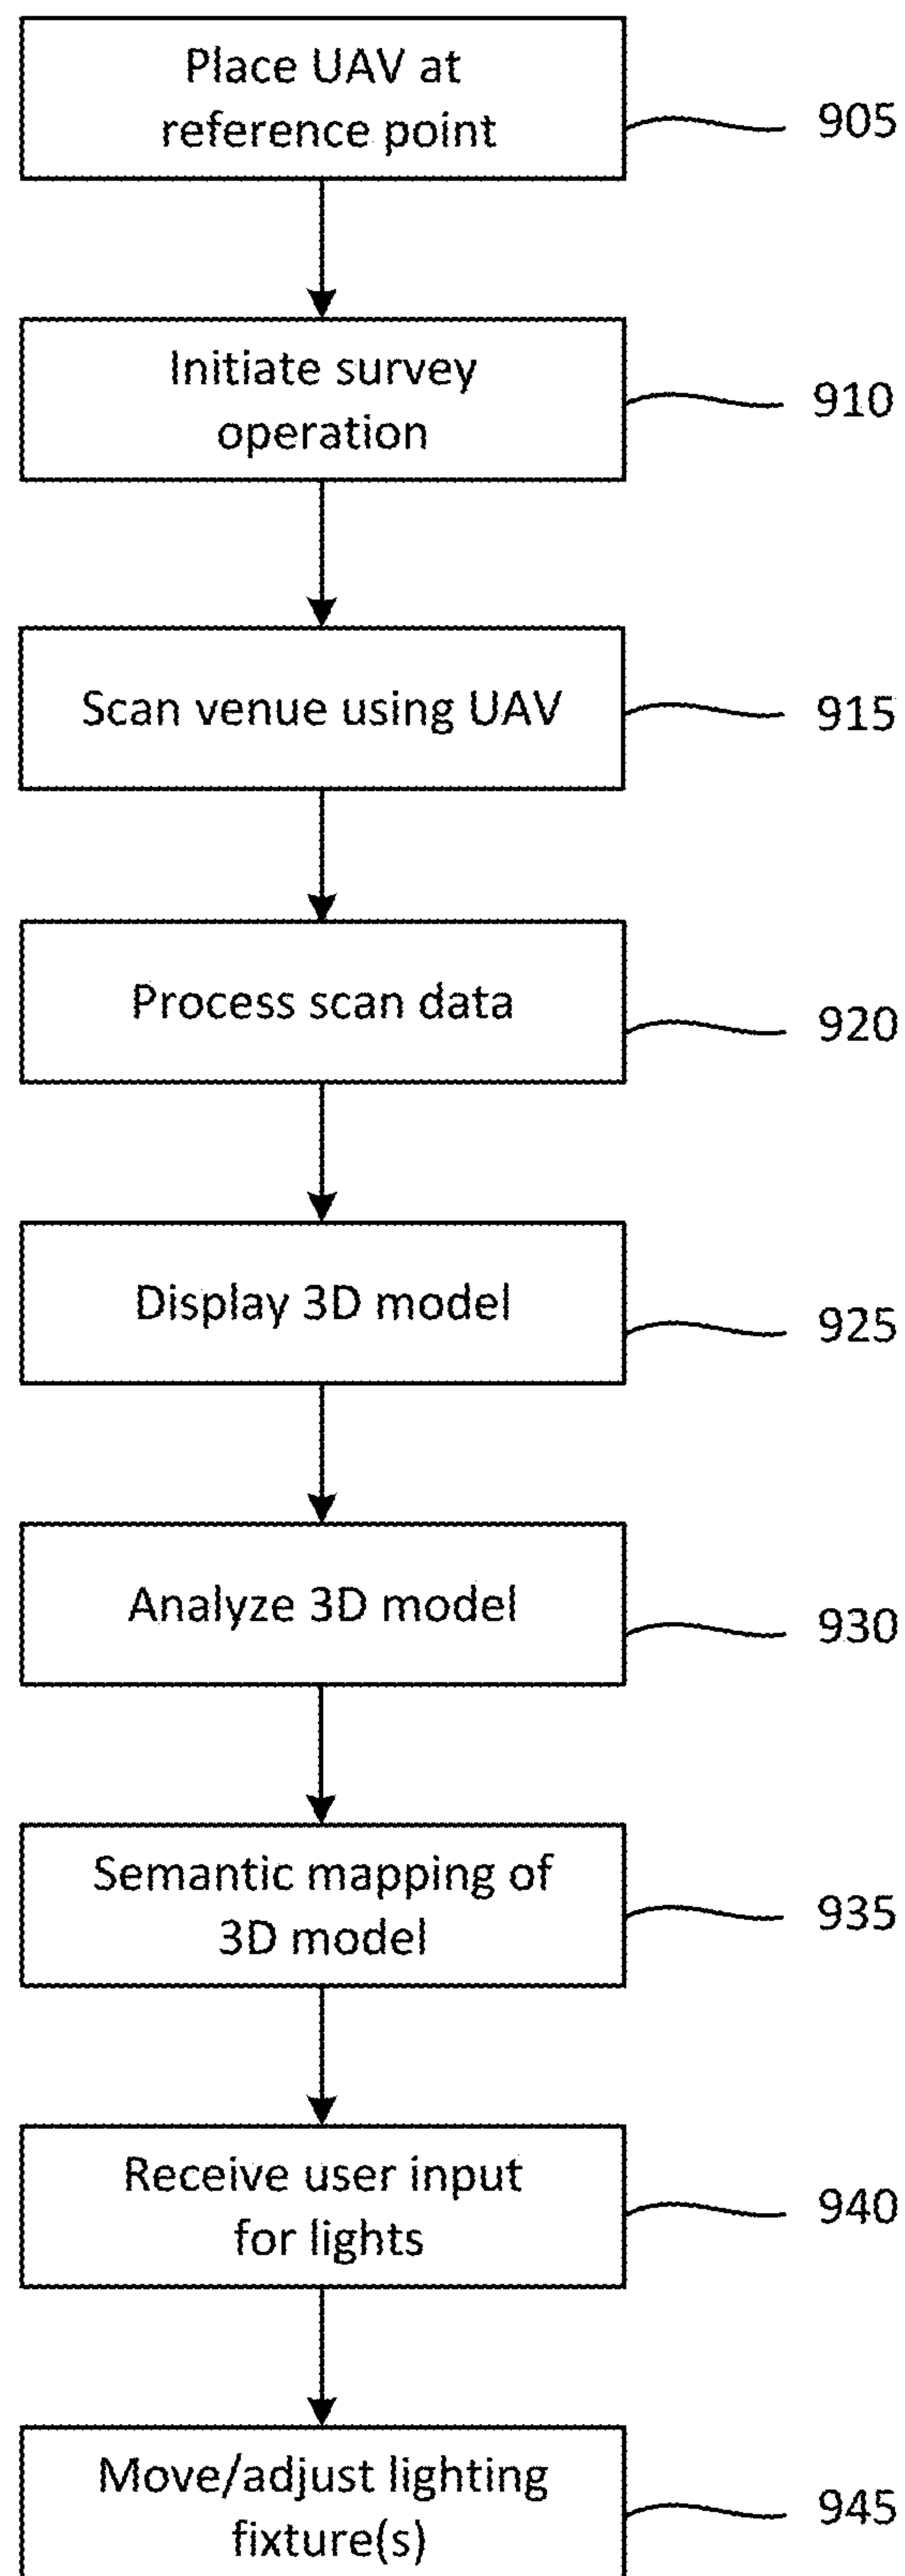 Place UAV at
reference point
905
Initiate survey
operation
910
Scan venue using UAV
915
Process scan data
920
Display 3D model
925
Analyze 3D model
930
Semantic mapping of
3D model
935
Receive user input
for lights
940
Move/adjust lighting
fixture(s)
945